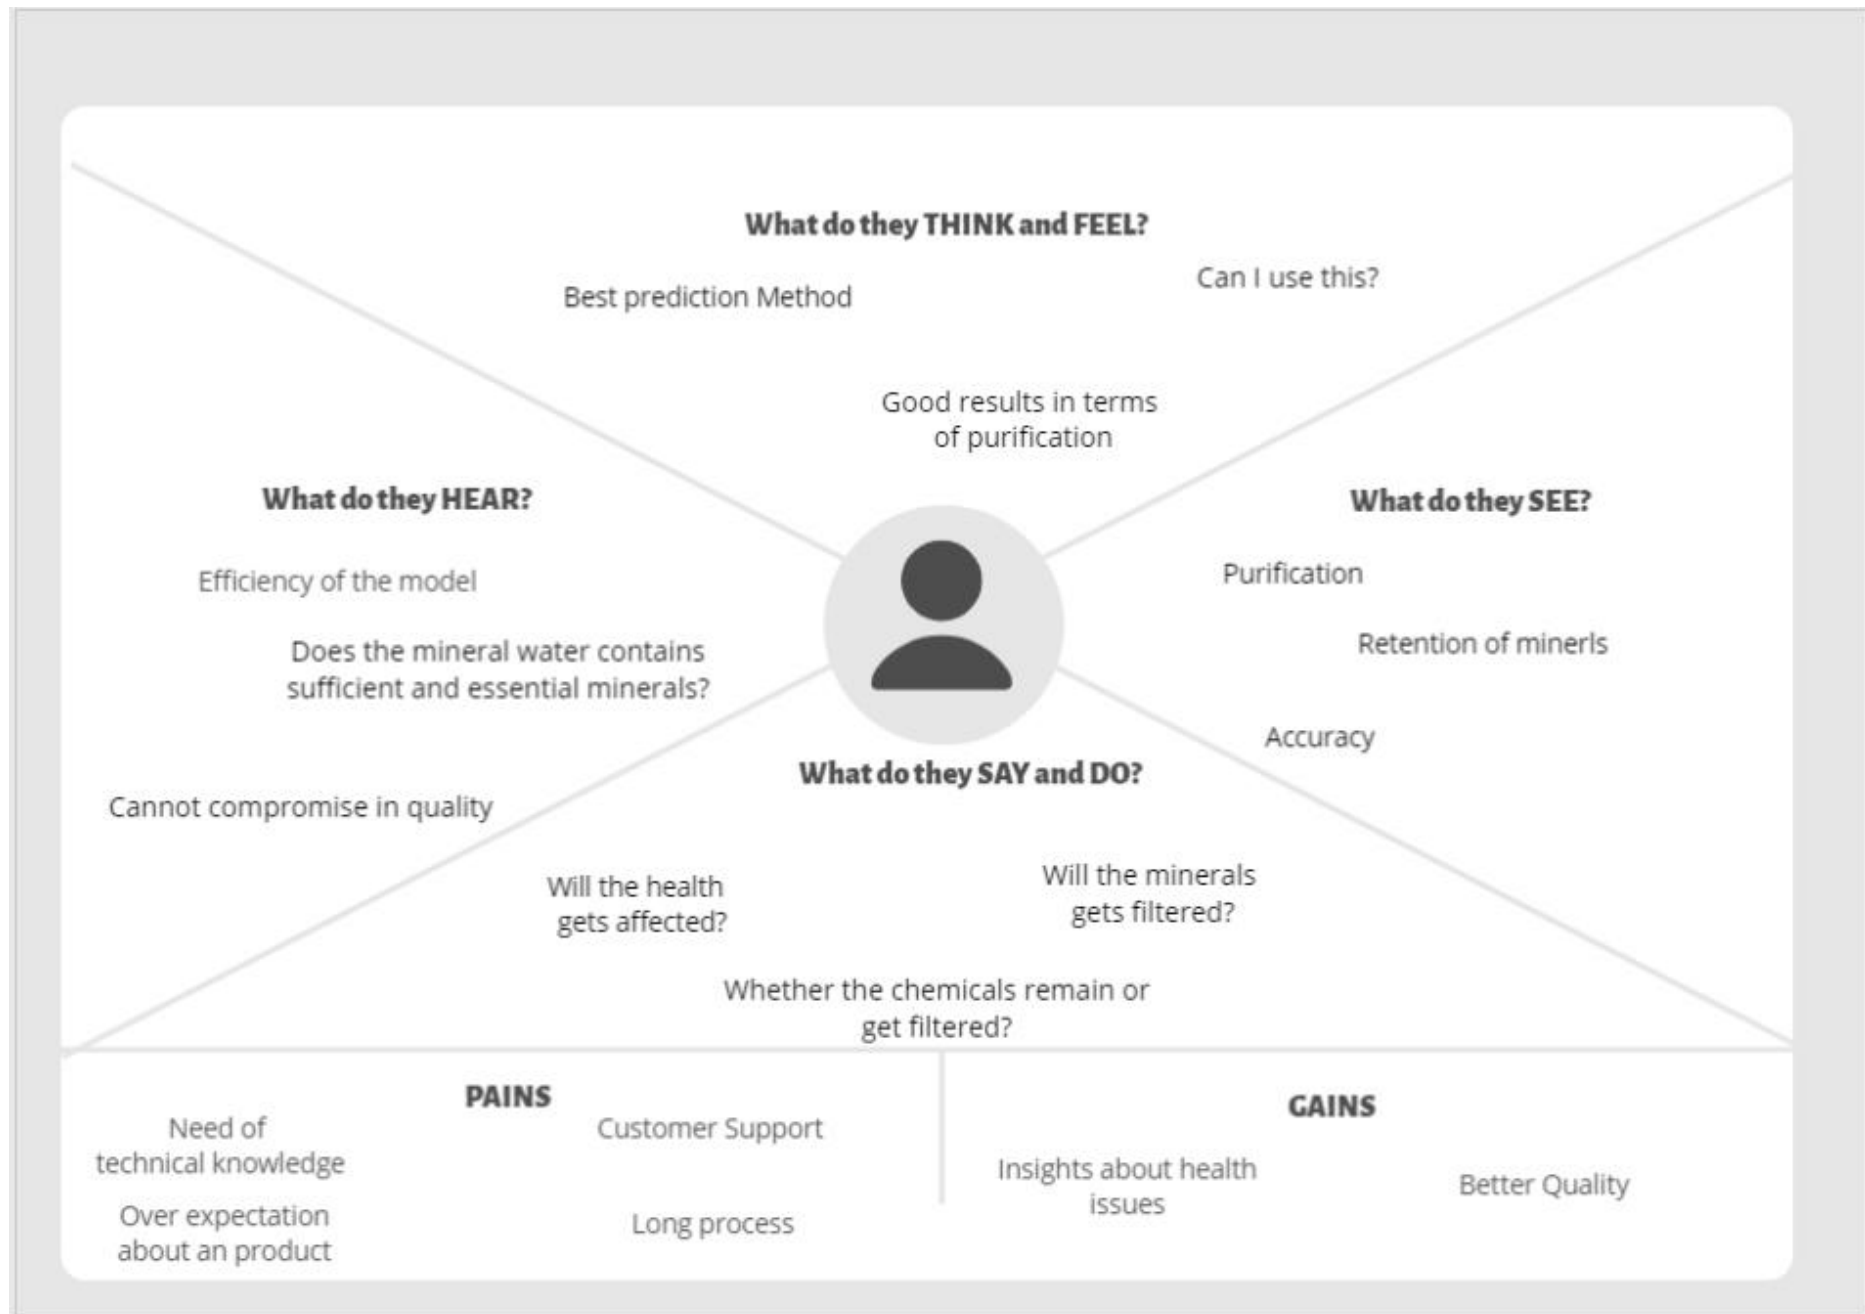 What do they THINK and FEEL?
Best prediction Method
Can I use this?
Good results in terms
of purification
What do they HEAR?
Efficiency of the model
Does the mineral water contains
sufficient and essential minerals?
Cannot compromise in quality
What do they SEE?
Purification
Retention of minerls
Accuracy
What do they SAY and DO?
Will the health
gets affected?
Will the minerals
gets filtered?
Whether the chemicals remain or
get filtered?
PAINS
Need of
technical knowledge
Customer Support
Over expectation
about an product
Long process
GAINS
Insights about health
issues
Better Quality